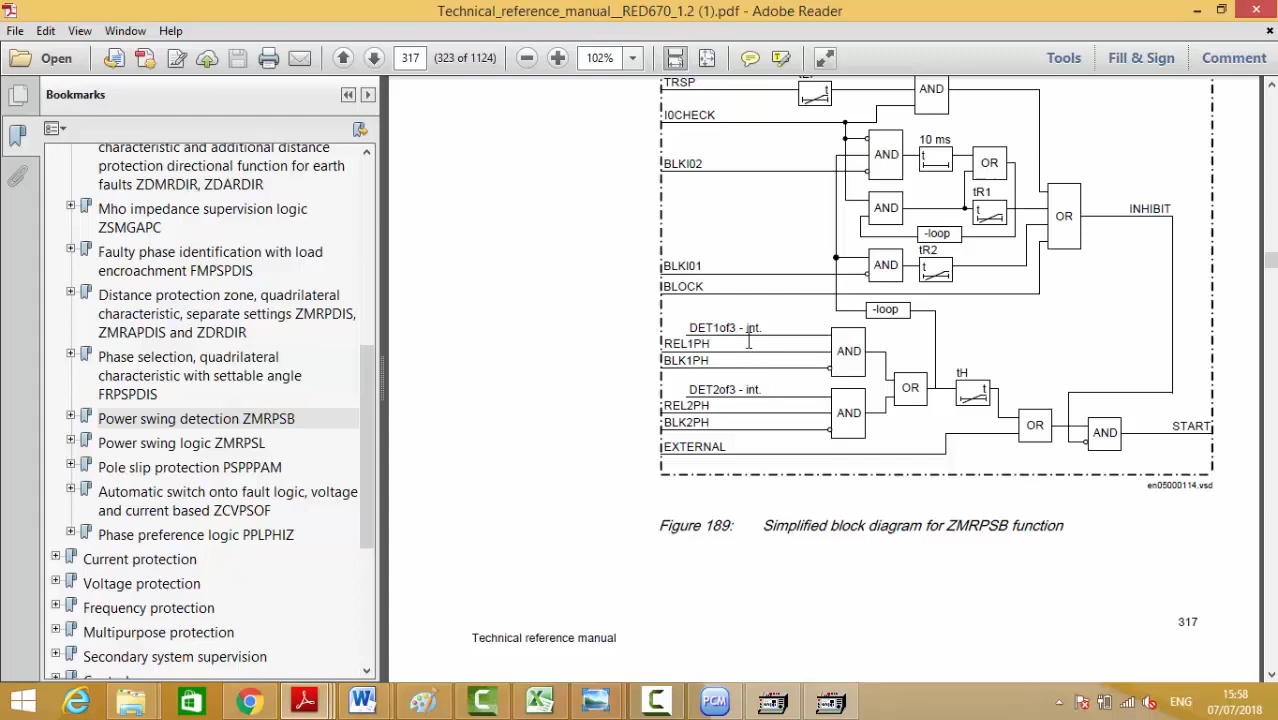 Technical_reference_manual__RED670_1.2 (1).pdf - Adobe Reader
File Edit View Window Help
Open 317 (323 of 1124) 102% Tools Fill & Sign Comment
Bookmarks
characteristic and additional distance
protection directional function for earth
faults ZDMRDIR, ZDARDIR
Mho impedance supervision logic
ZSMGAPC
Faulty phase identification with load
encroachment FMPSPDIS
Distance protection zone, quadrilateral
characteristic, separate settings ZMRPDIS,
ZMRAPDIS and ZDRDIR
Phase selection, quadrilateral
characteristic with settable angle
FRPSPDIS
Power swing detection ZMRPSB
Power swing logic ZMRPSL
Pole slip protection PSPPPAM
Automatic switch onto fault logic, voltage
and current based ZCVPSOF
Phase preference logic PPLPHIZ
Current protection
Voltage protection
Frequency protection
Multipurpose protection
Secondary system supervision
TRSP
t
AND
I0CHECK
10 ms
AND
t
OR
BLKI02
tR1
AND
t
OR
INHIBIT
-loop
tR2
BLKI01
AND
t
BLOCK
-loop
DET1of3 - int.
REL1PH
AND
BLK1PH
tH
DET2of3 - int.
OR
t
REL2PH
AND
BLK2PH
OR
AND
START
EXTERNAL
en05000114.vsd
Figure 189: Simplified block diagram for ZMRPSB function
317
Technical reference manual
ENG
15:58
07/07/2018